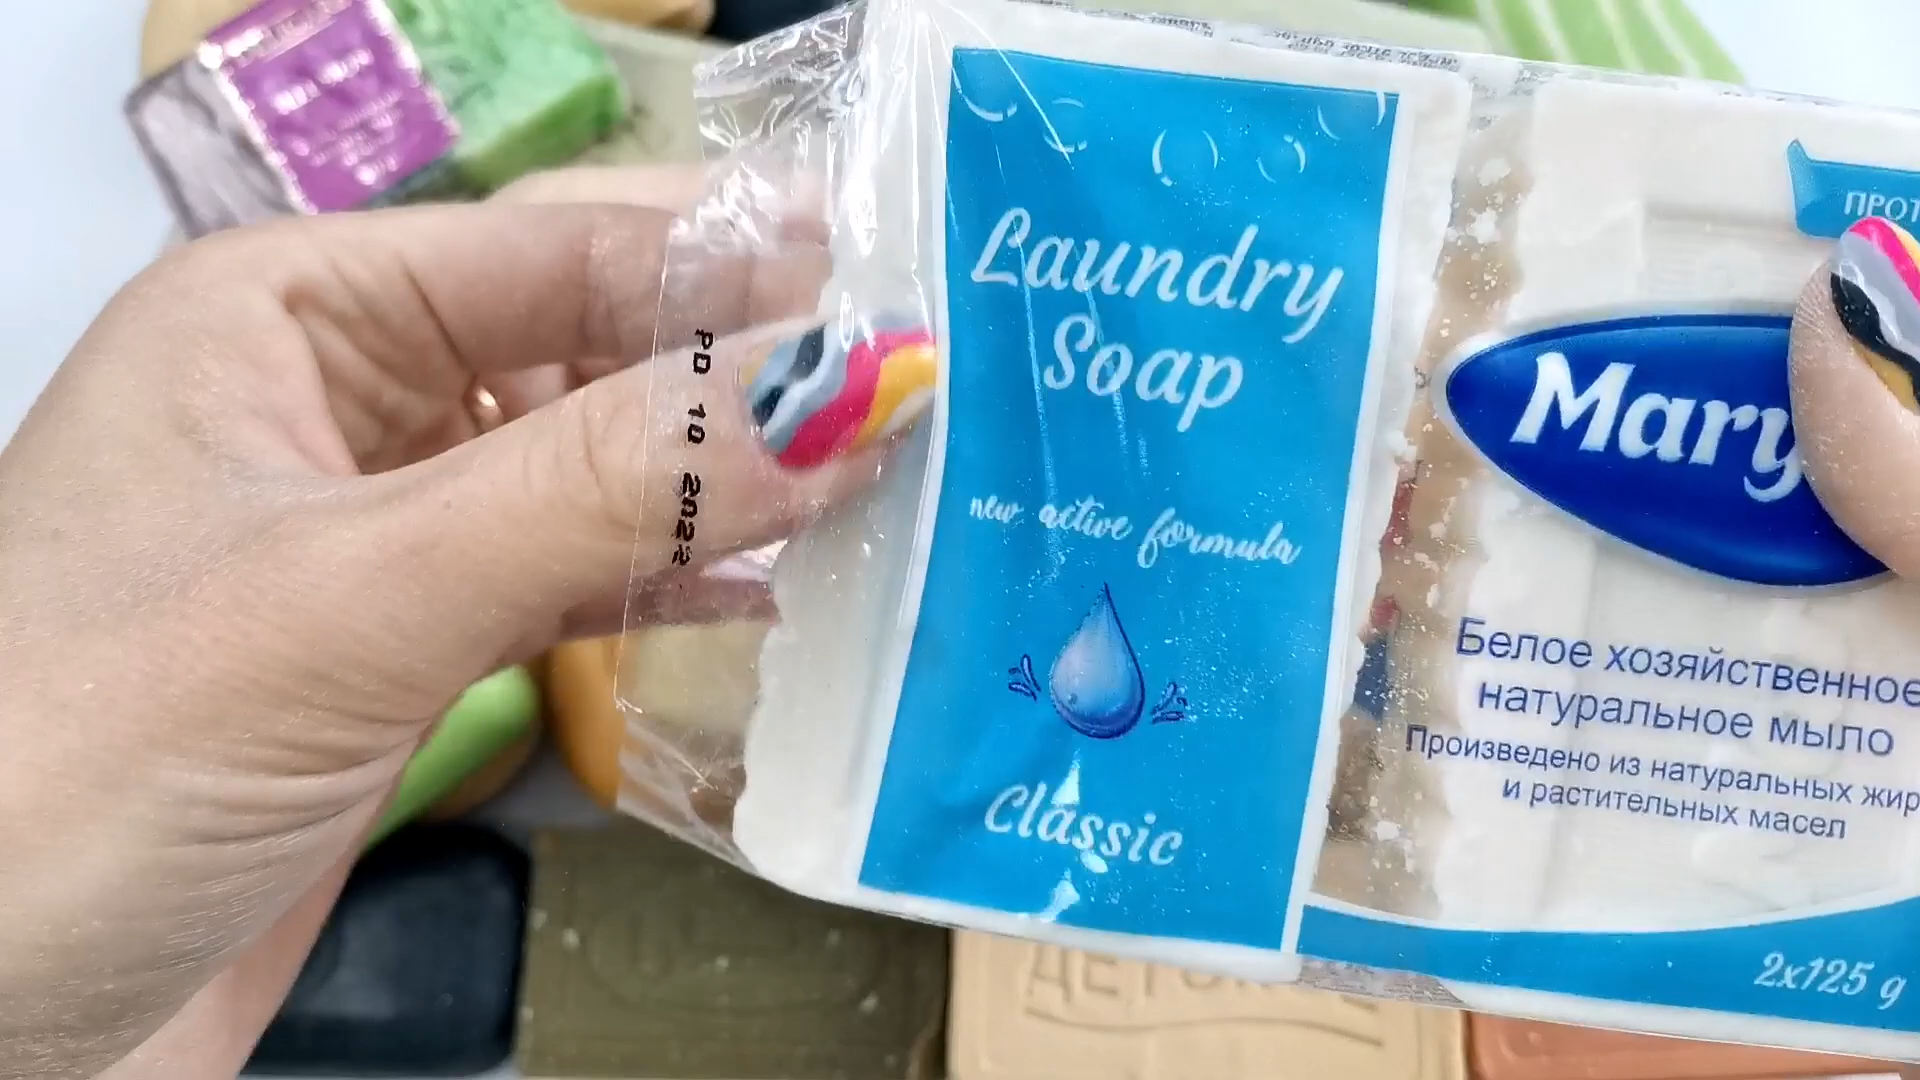 Laundry
Soap
new active formula
Classic
PD 10 2022
ПРОТ
Mary
Белое хозяйственное
натуральное мыло
Произведено из натуральных жир
и растительных масел
2x125 g